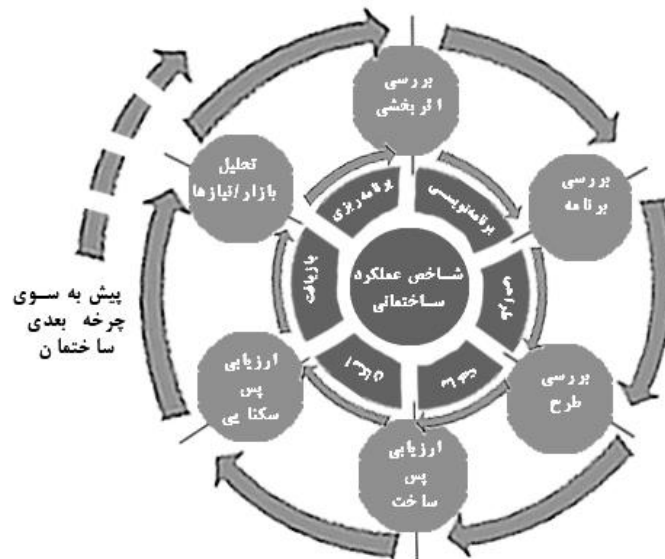 بررسی
اثربخشی
بررسی
برنامه
بررسی
طرح
ارزیابی
پس
ساخت
ارزیابی
پس
سکنایی
تحلیل
بازار/نیازها
برنامه‌ریزی
برنامه‌نویسی
طراحی
ساخت
اسکان
بازیافت
شاخص عملکرد
ساختمانی
پیش به سوی
چرخه بعدی
ساختمان